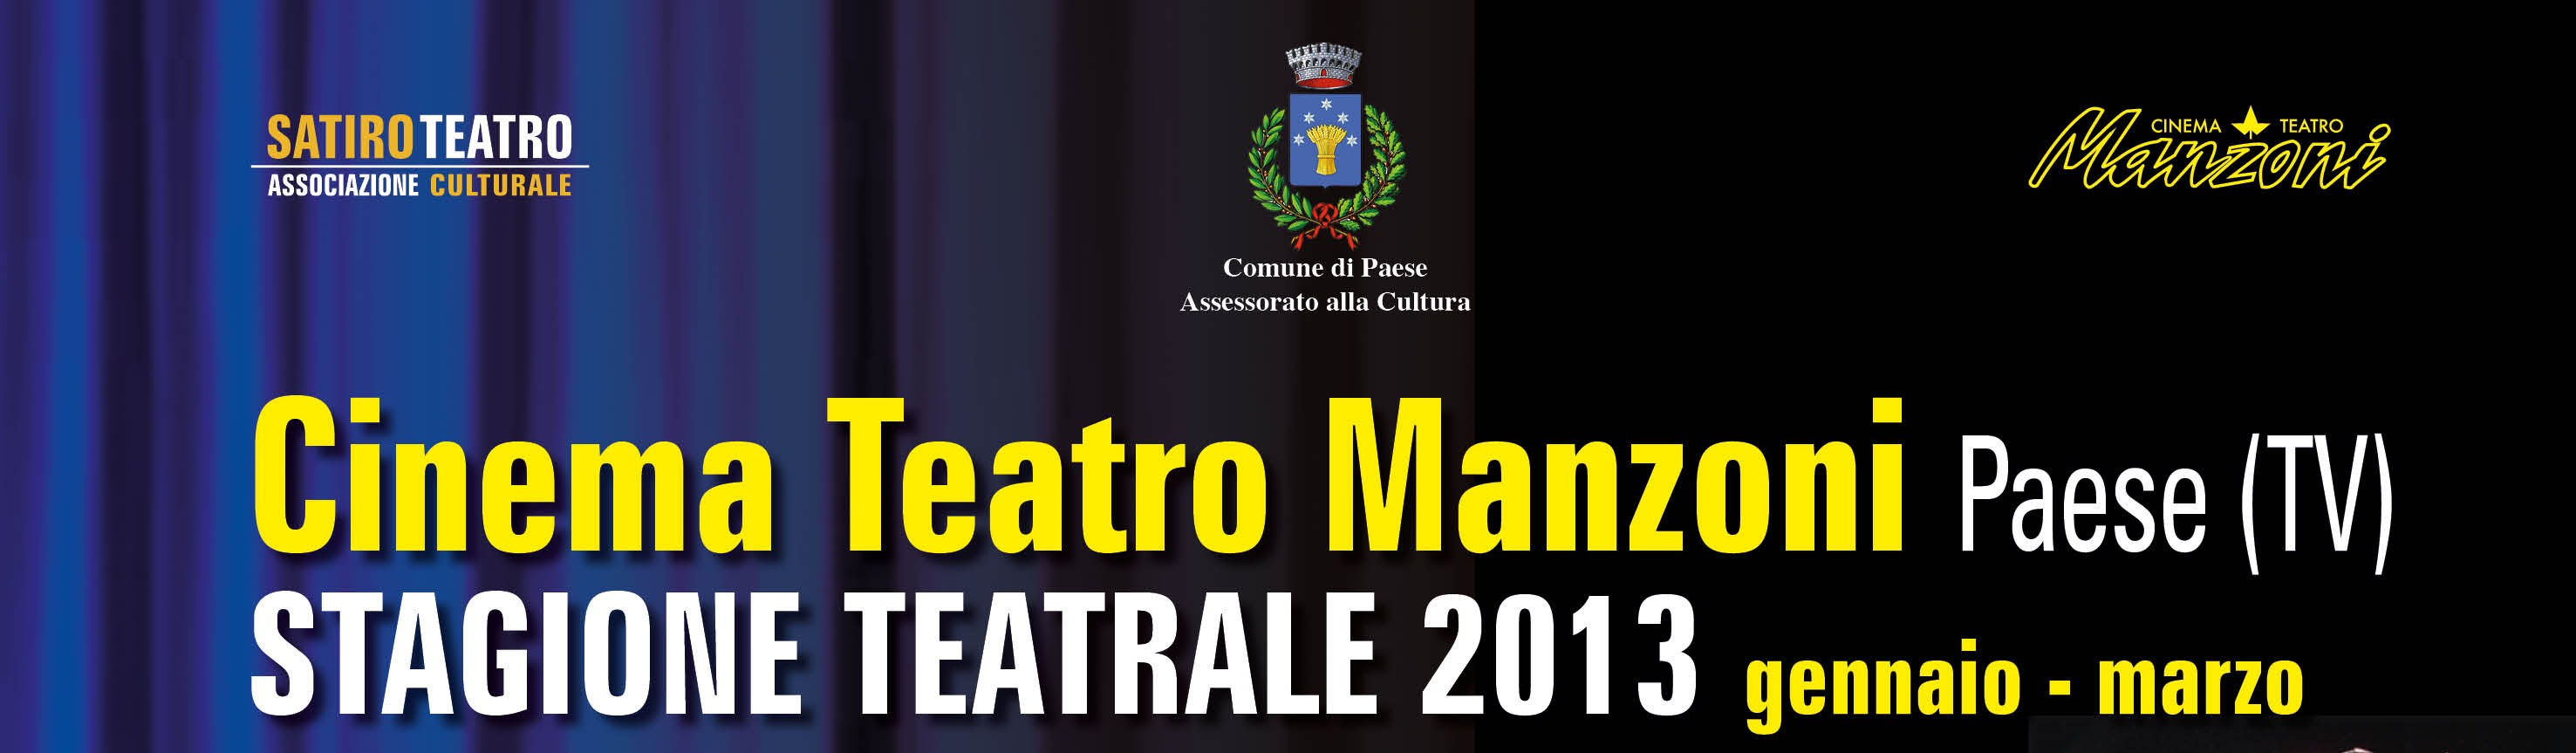 SATIRO TEATRO
ASSOCIAZIONE CULTURALE
Comune di Paese
Assessorato alla Cultura
CINEMA TEATRO
Manzoni
Cinema Teatro Manzoni Paese (TV)
STAGIONE TEATRALE 2013 gennaio - marzo